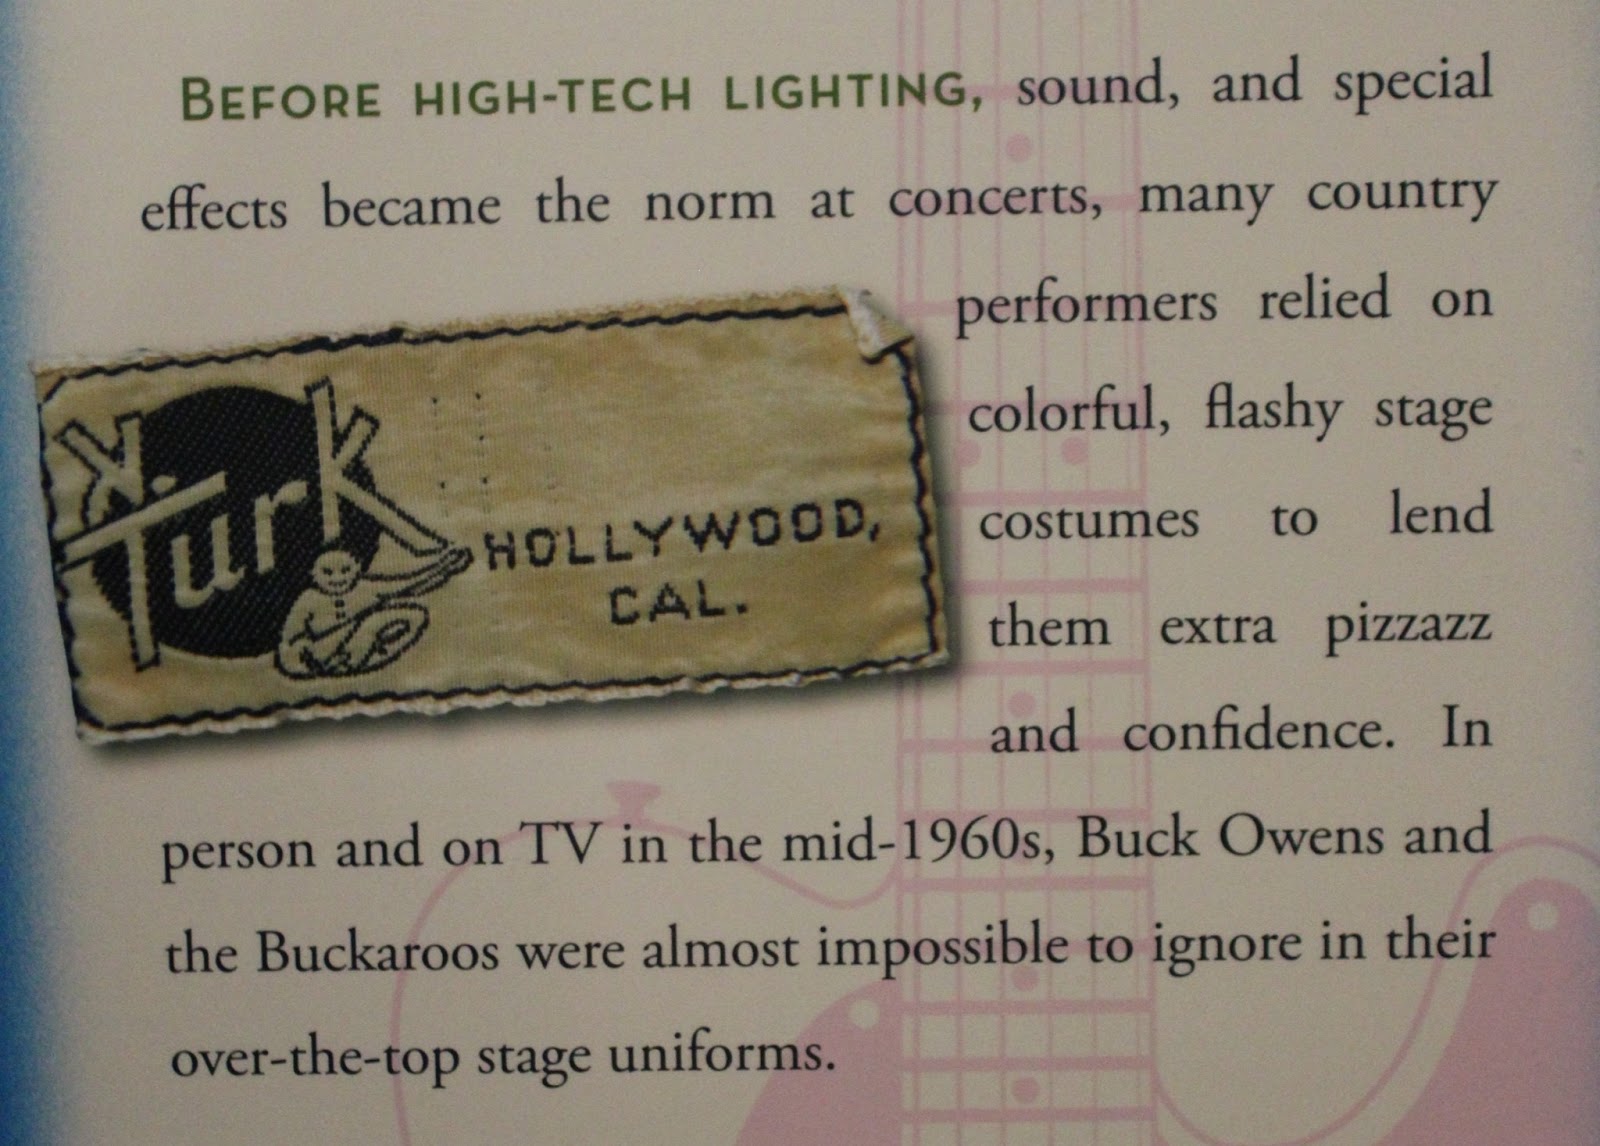 BEFORE HIGH-TECH LIGHTING, sound, and special
effects became the norm at concerts, many country
performers relied on
colorful, flashy stage
costumes to lend
them extra pizzazz
and confidence. In
K.
Turk
HOLLYWOOD,
CAL.
person and on TV in the mid-1960s, Buck Owens and
the Buckaroos were almost impossible to ignore in their
over-the-top stage uniforms.